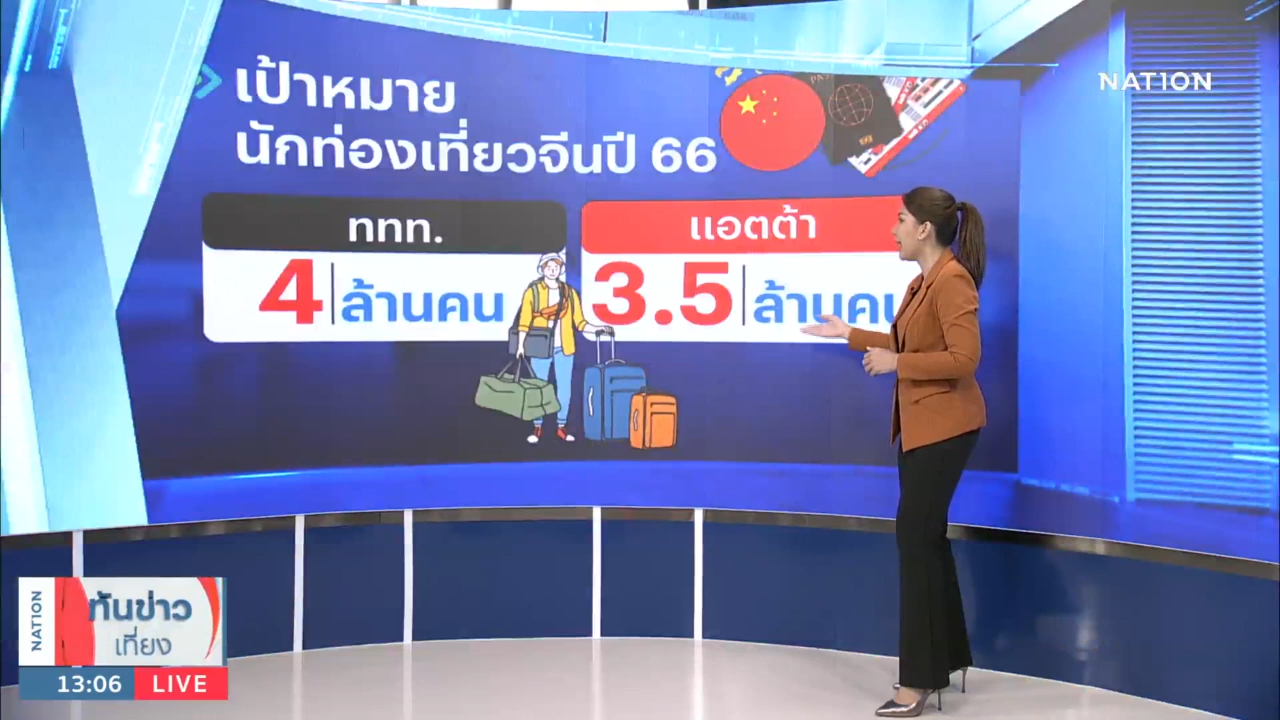 เป้าหมาย
นักท่องเที่ยวจีนปี 66
NATION
ททท.
4 ล้านคน
แอตต้า
3.5 ล้านคน
NATION
ทันข่าว
เที่ยง
13:06 LIVE